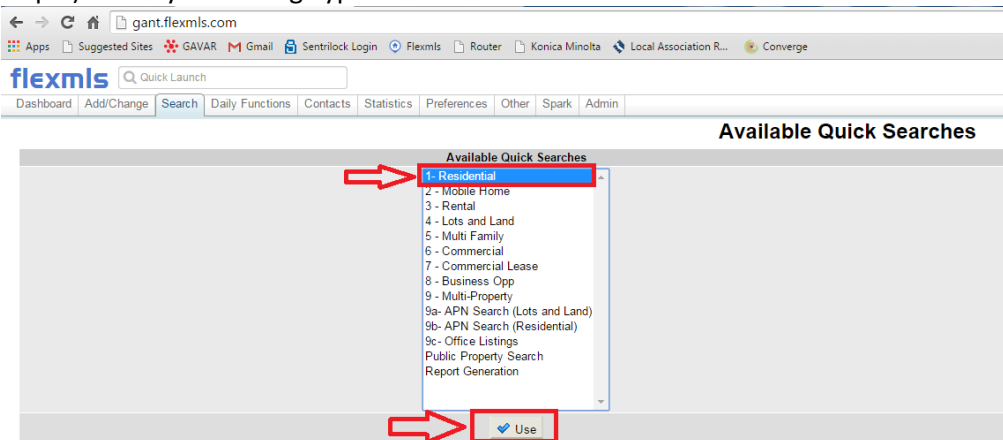 gant.flexmls.com
Apps Suggested Sites GAVAR Gmail Sentrilock Login Flexmls Router Konica Minolta Local Association R... Converge
flexmls Quick Launch
Dashboard Add/Change Search Daily Functions Contacts Statistics Preferences Other Spark Admin
Available Quick Searches
Available Quick Searches
1- Residential
2 - Mobile Home
3 - Rental
4 - Lots and Land
5 - Multi Family
6 - Commercial
7 - Commercial Lease
8 - Business Opp
9 - Multi-Property
9a- APN Search (Lots and Land)
9b- APN Search (Residential)
9c- Office Listings
Public Property Search
Report Generation
Use